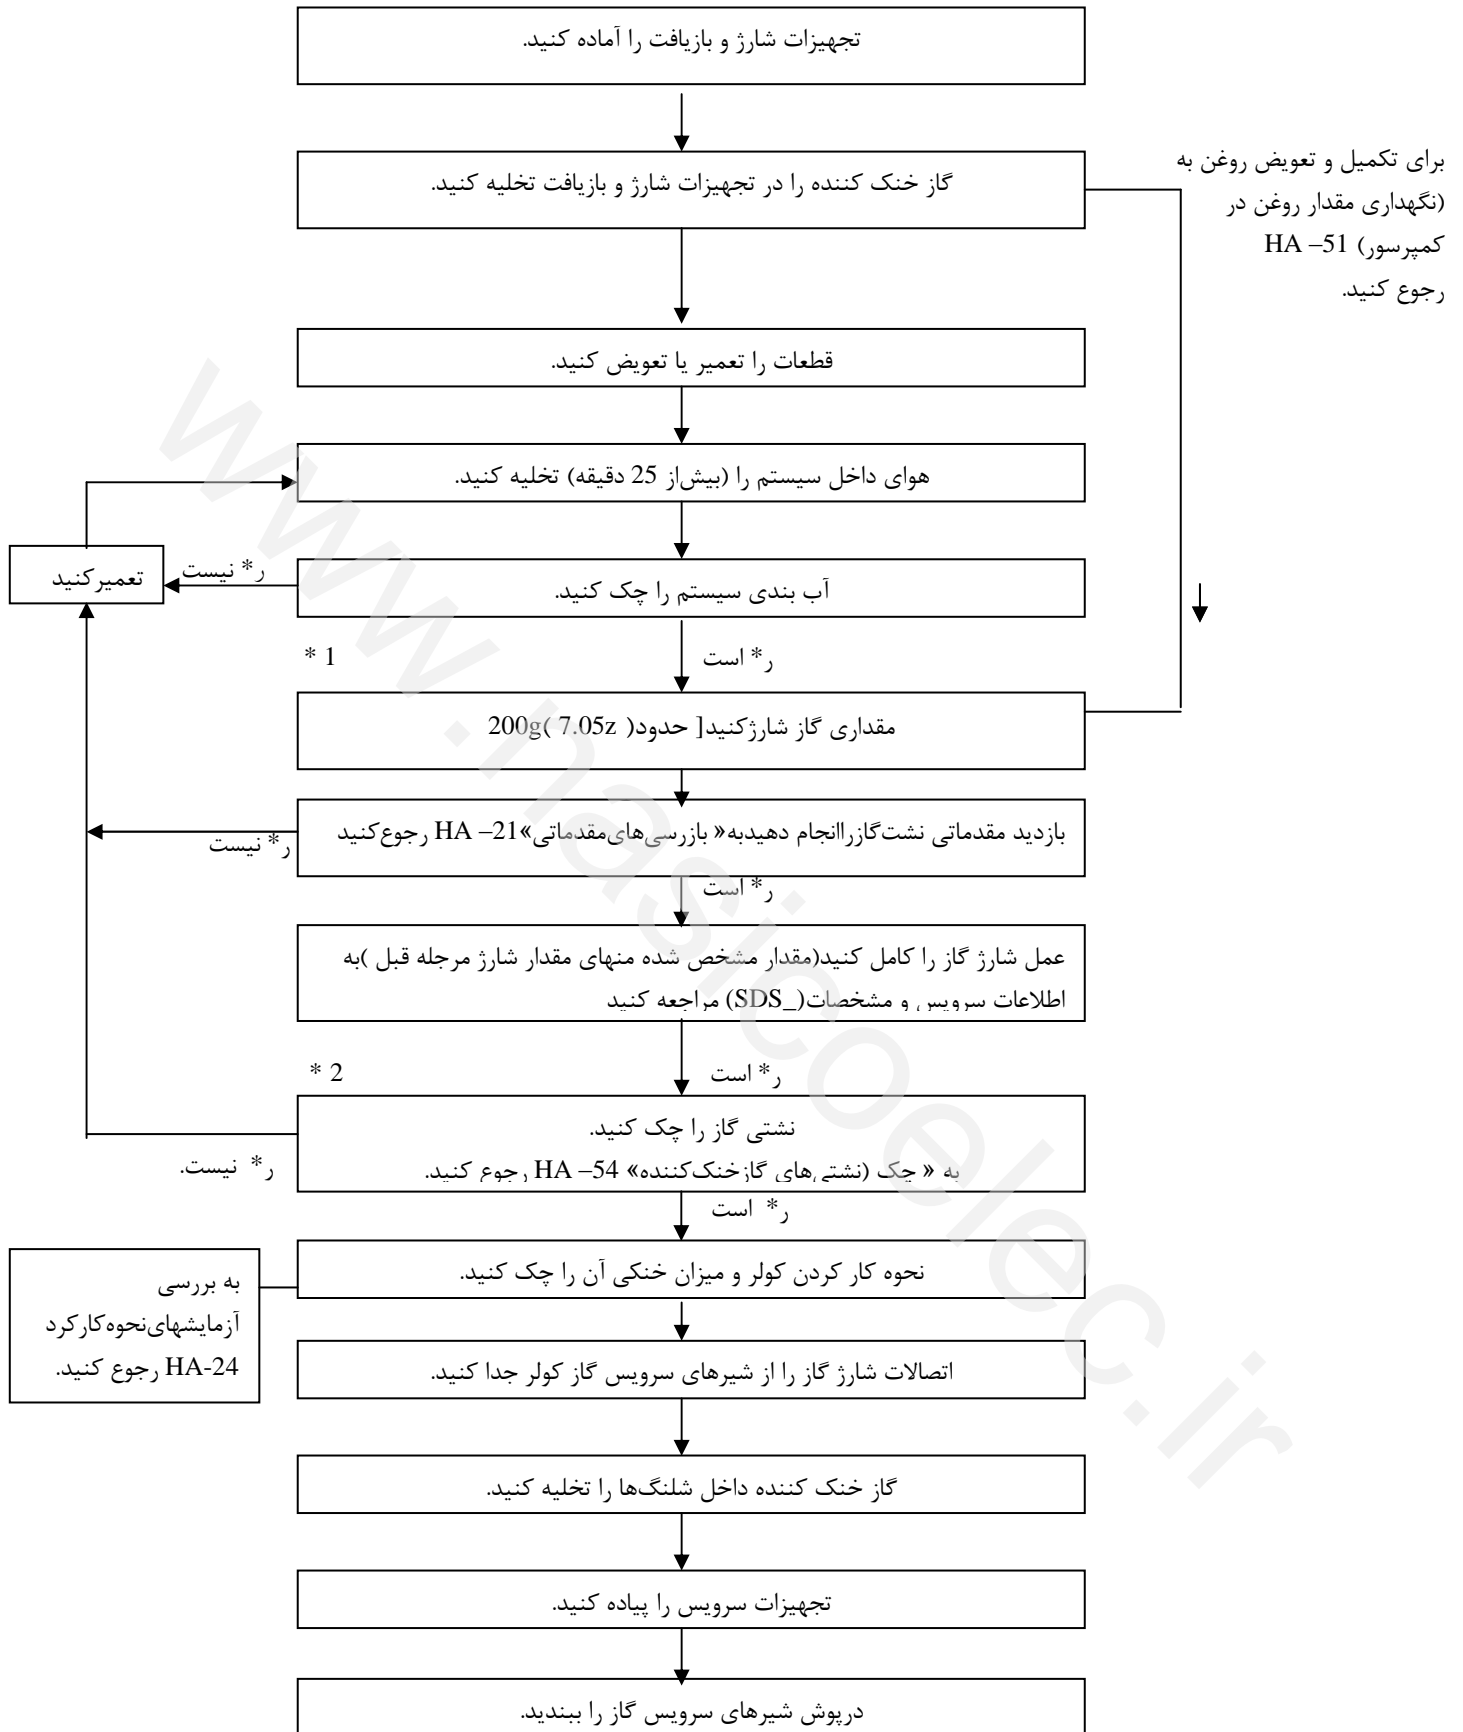 تجهیزات شارژ و بازیافت را آماده کنید.
گاز خنک کننده را در تجهیزات شارژ و بازیافت تخلیه کنید.
برای تکمیل و تعویض روغن به
(نگهداری مقدار روغن در
کمپرسور) HA –51
رجوع کنید.
قطعات را تعمیر یا تعویض کنید.
هوای داخل سیستم را (بیش‌از 25 دقیقه) تخلیه کنید.
تعمیرکنید
ر* نیست
آب بندی سیستم را چک کنید.
* 1
ر* است
مقداری گاز شارژکنید[ حدود( 200g( 7.05z
بازدید مقدماتی نشت‌گازراانجام دهیدبه« بازرسی‌های‌مقدماتی»HA –21 رجوع‌کنید
ر* نیست
ر* است
عمل شارژ گاز را کامل کنید(مقدار مشخص شده منهای مقدار شارژ مرجله قبل )به
اطلاعات سرویس و مشخصات(_SDS) مراجعه کنید
* 2
ر* است
نشتی گاز را چک کنید.
به « چک (نشتی‌های گازخنک‌کننده» HA –54 رجوع کنید.
ر* نیست.
ر* است
نحوه کار کردن کولر و میزان خنکی آن را چک کنید.
به بررسی
آزمایشهای‌نحوه‌کارکرد
HA-24 رجوع کنید.
اتصالات شارژ گاز را از شیرهای سرویس گاز کولر جدا کنید.
گاز خنک کننده داخل شلنگ‌ها را تخلیه کنید.
تجهیزات سرویس را پیاده کنید.
درپوش شیرهای سرویس گاز را ببندید.
www.nasicoelec.ir